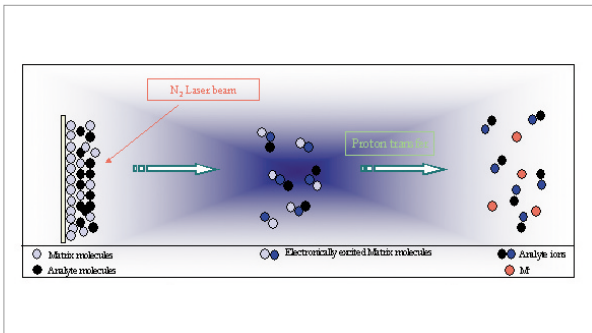 N₂ Laser beam
Proton transfer
Matrix molecules
Electronically excited Matrix molecules
Analyte ions
Analyte molecules